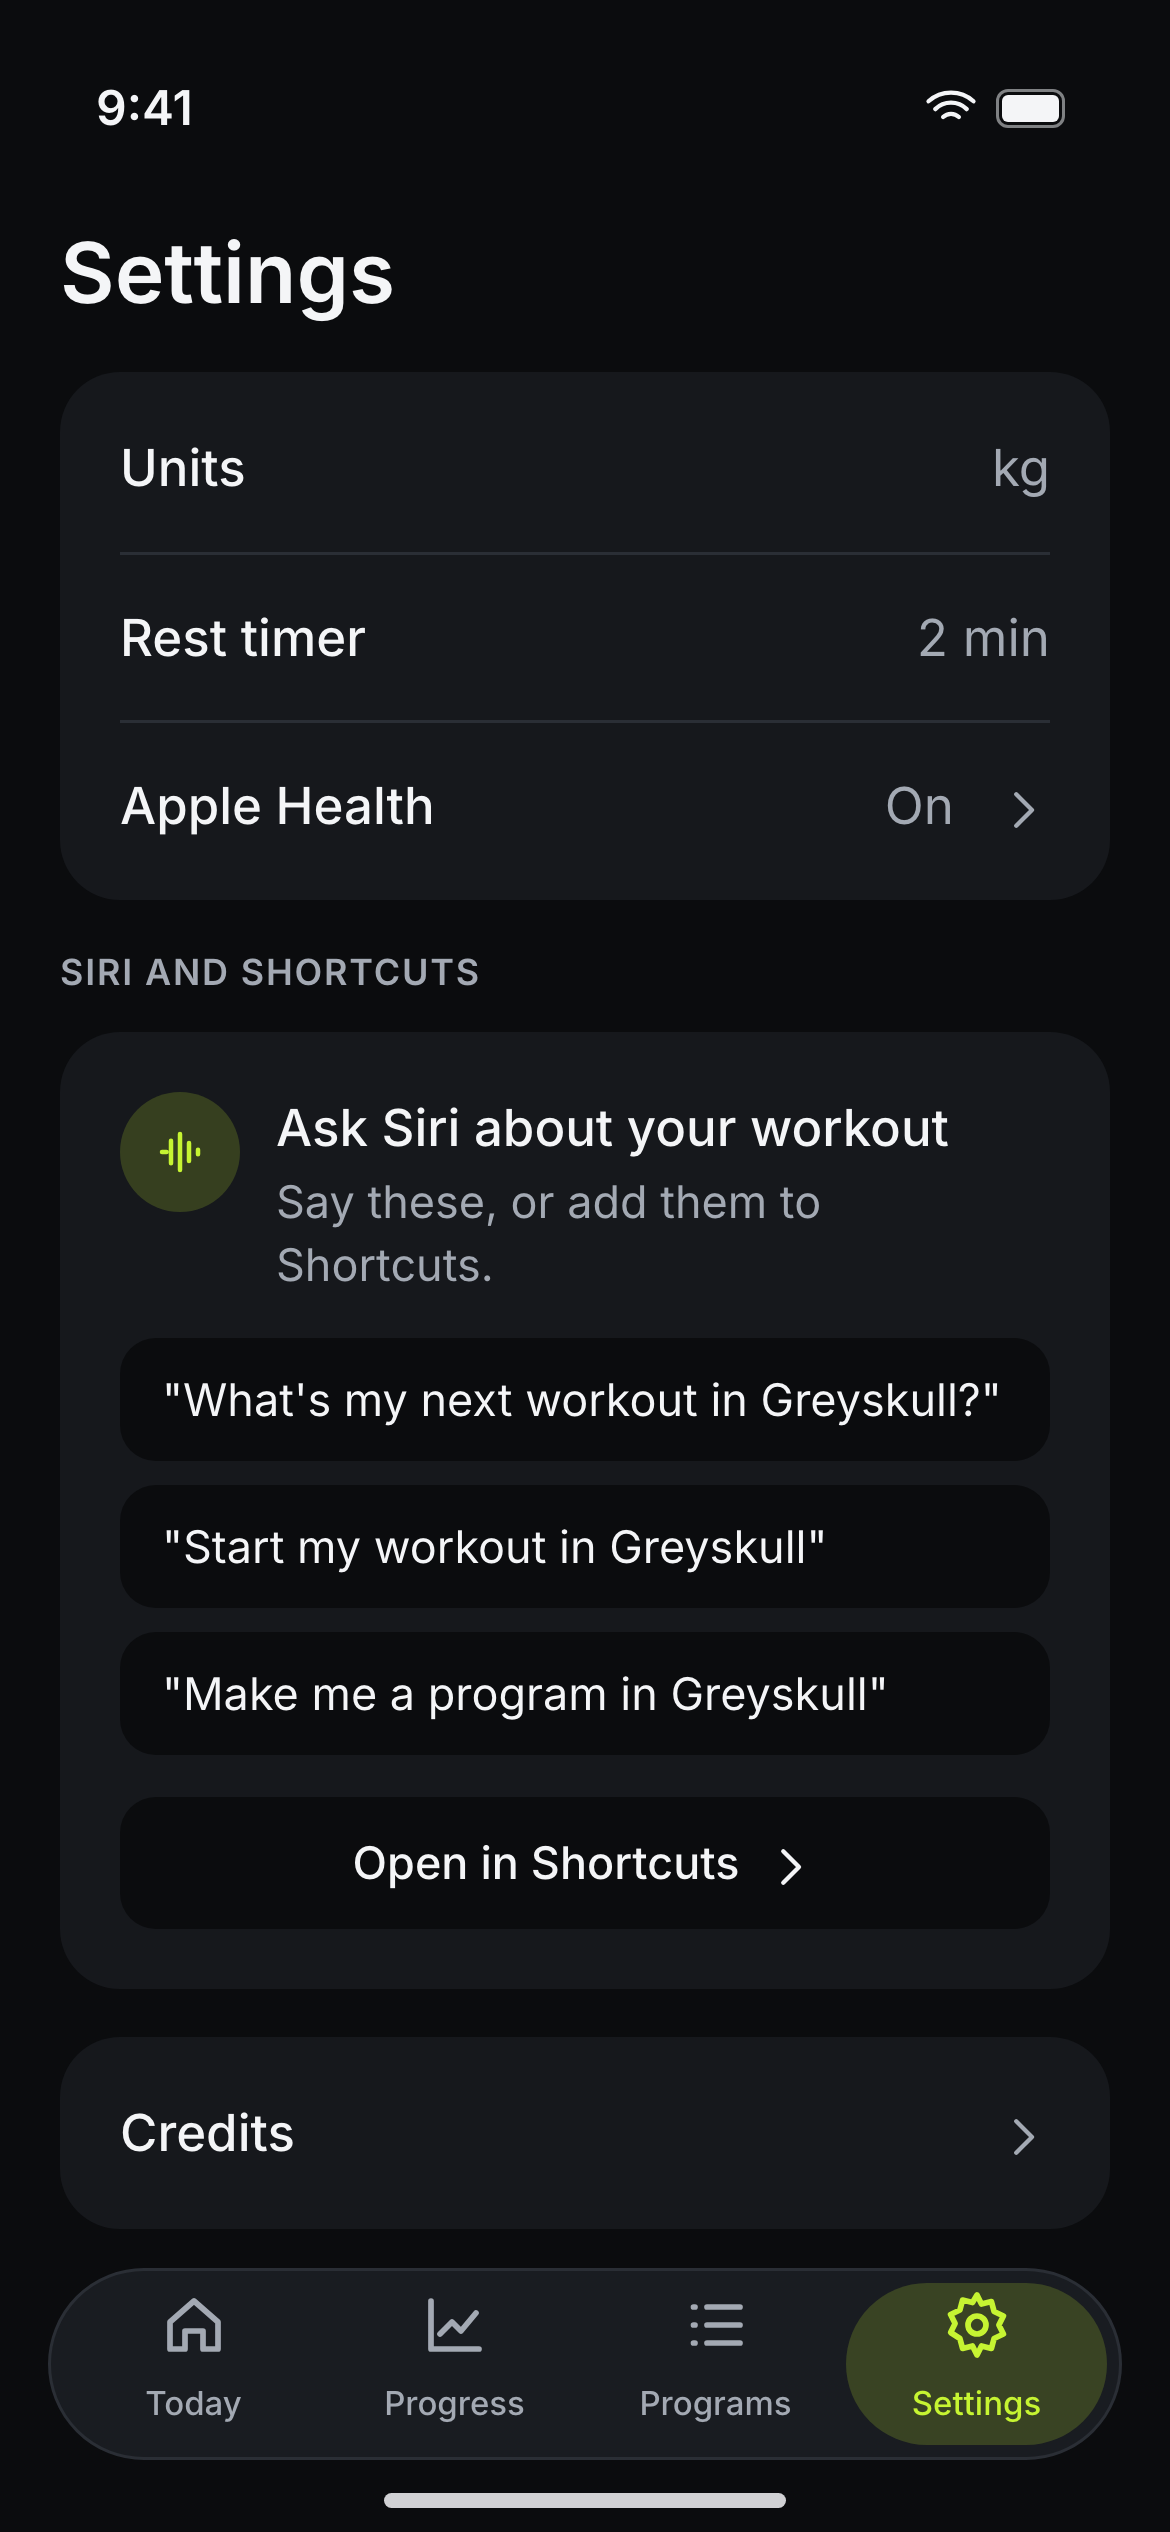 9:41
Settings
Units
kg
Rest timer
2 min
Apple Health
On
SIRI AND SHORTCUTS
Ask Siri about your workout
Say these, or add them to
Shortcuts.
"What's my next workout in Greyskull?"
"Start my workout in Greyskull"
"Make me a program in Greyskull"
Open in Shortcuts
Credits
Today
Progress
Programs
Settings